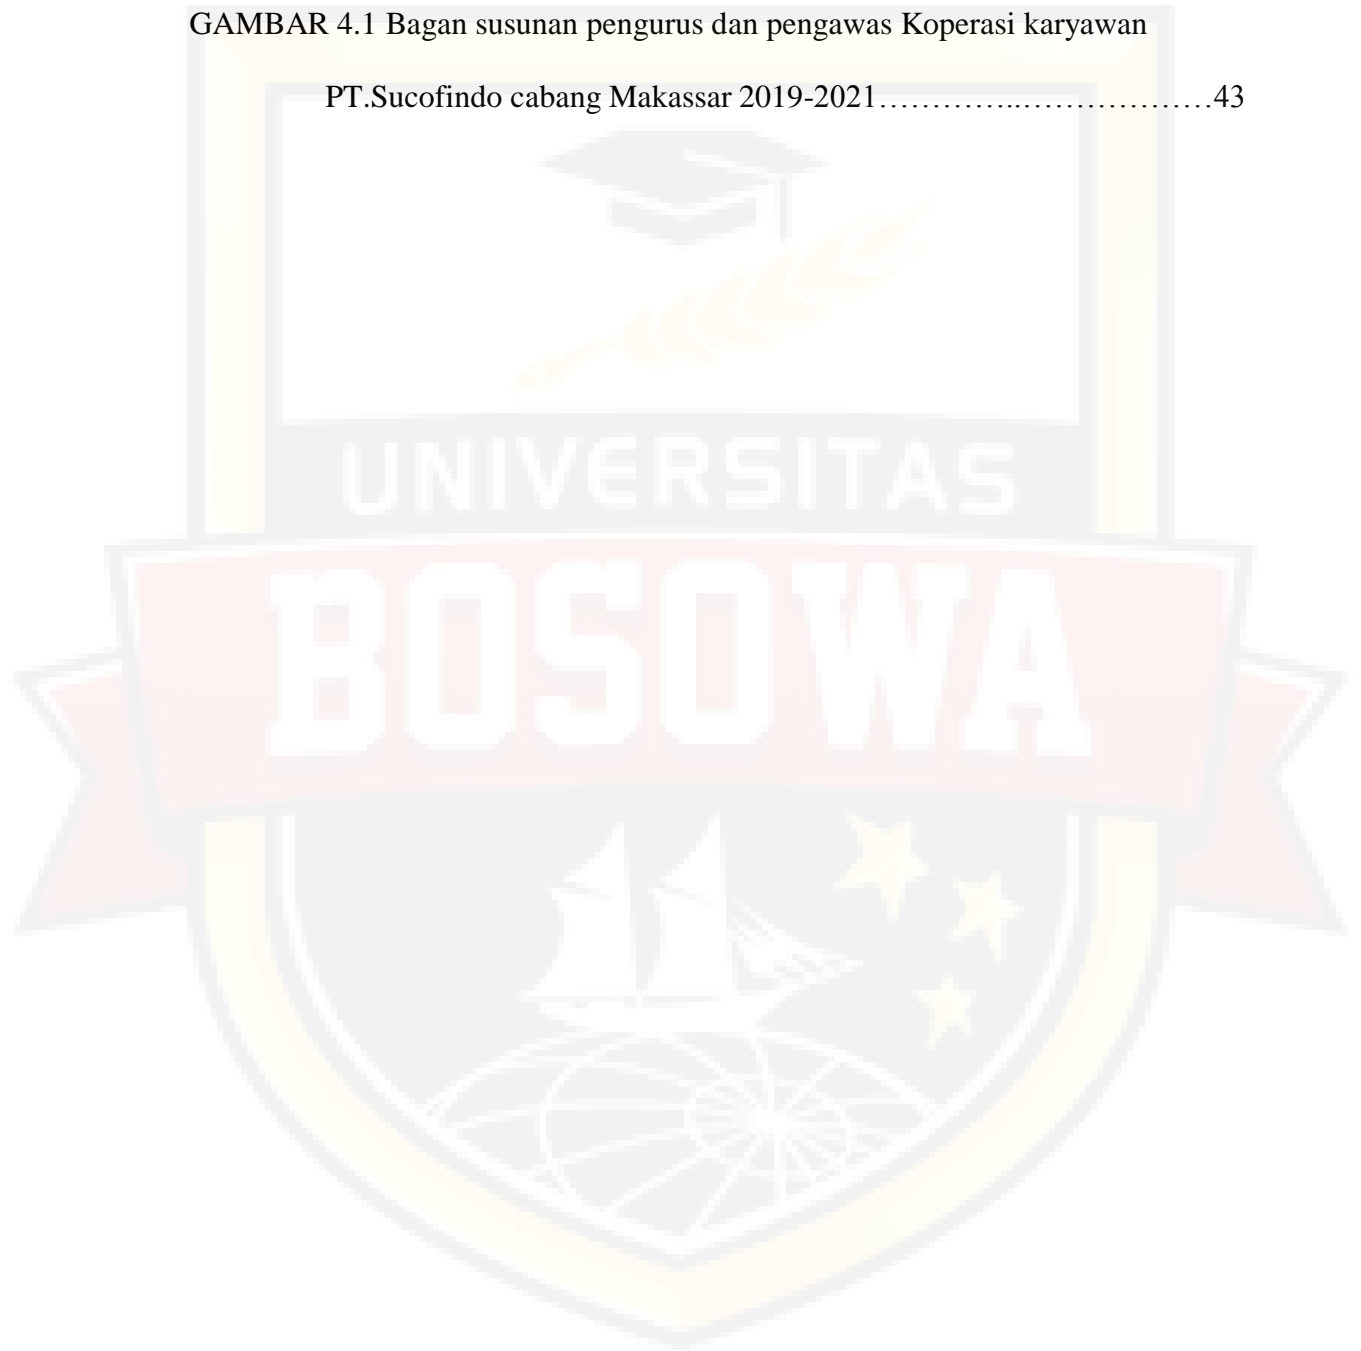 GAMBAR 4.1 Bagan susunan pengurus dan pengawas Koperasi karyawan
PT.Sucofindo cabang Makassar 2019-2021…………..………………43
UNIVERSITAS
BOSOWA